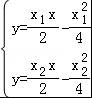 { y = x₁x/2 − x₁²/4
y = x₂x/2 − x₂²/4